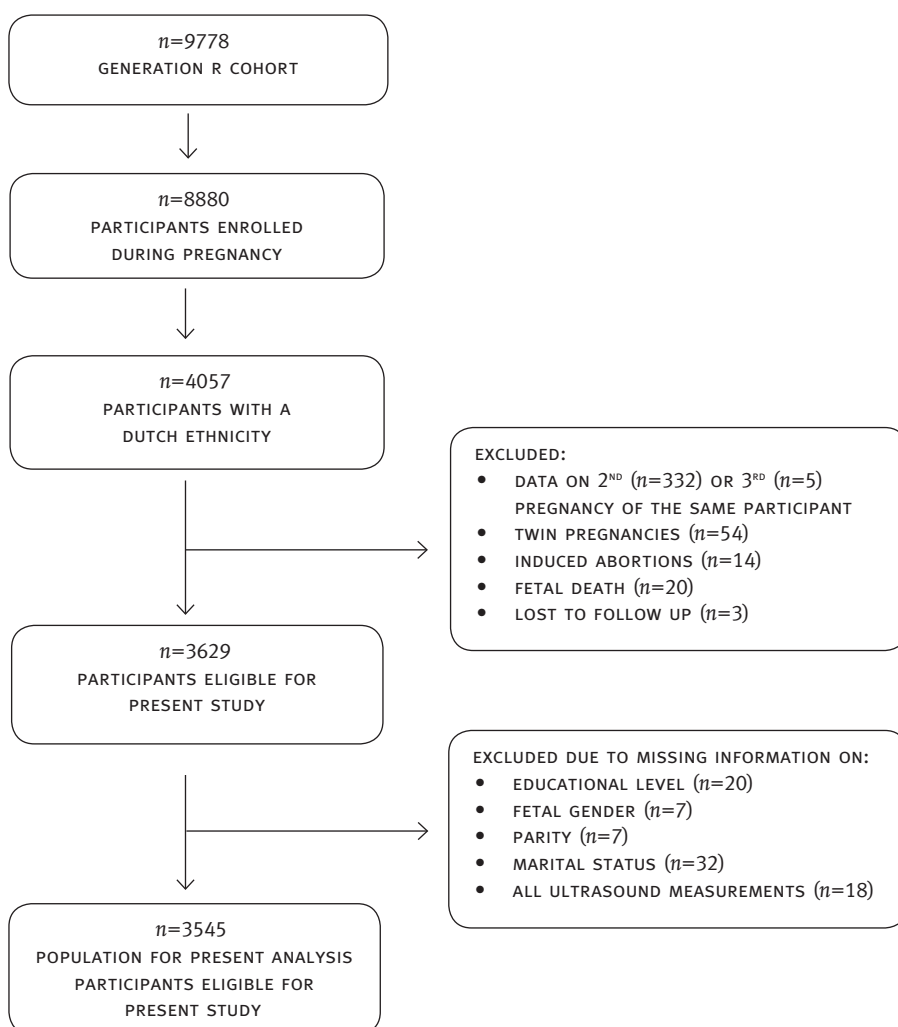 n=9778
GENERATION R COHORT
n=8880
PARTICIPANTS ENROLLED
DURING PREGNANCY
n=4057
PARTICIPANTS WITH A
DUTCH ETHNICITY
EXCLUDED:
• DATA ON 2ND (n=332) OR 3RD (n=5)
PREGNANCY OF THE SAME PARTICIPANT
• TWIN PREGNANCIES (n=54)
• INDUCED ABORTIONS (n=14)
• FETAL DEATH (n=20)
• LOST TO FOLLOW UP (n=3)
n=3629
PARTICIPANTS ELIGIBLE FOR
PRESENT STUDY
EXCLUDED DUE TO MISSING INFORMATION ON:
• EDUCATIONAL LEVEL (n=20)
• FETAL GENDER (n=7)
• PARITY (n=7)
• MARITAL STATUS (n=32)
• ALL ULTRASOUND MEASUREMENTS (n=18)
n=3545
POPULATION FOR PRESENT ANALYSIS
PARTICIPANTS ELIGIBLE FOR
PRESENT STUDY